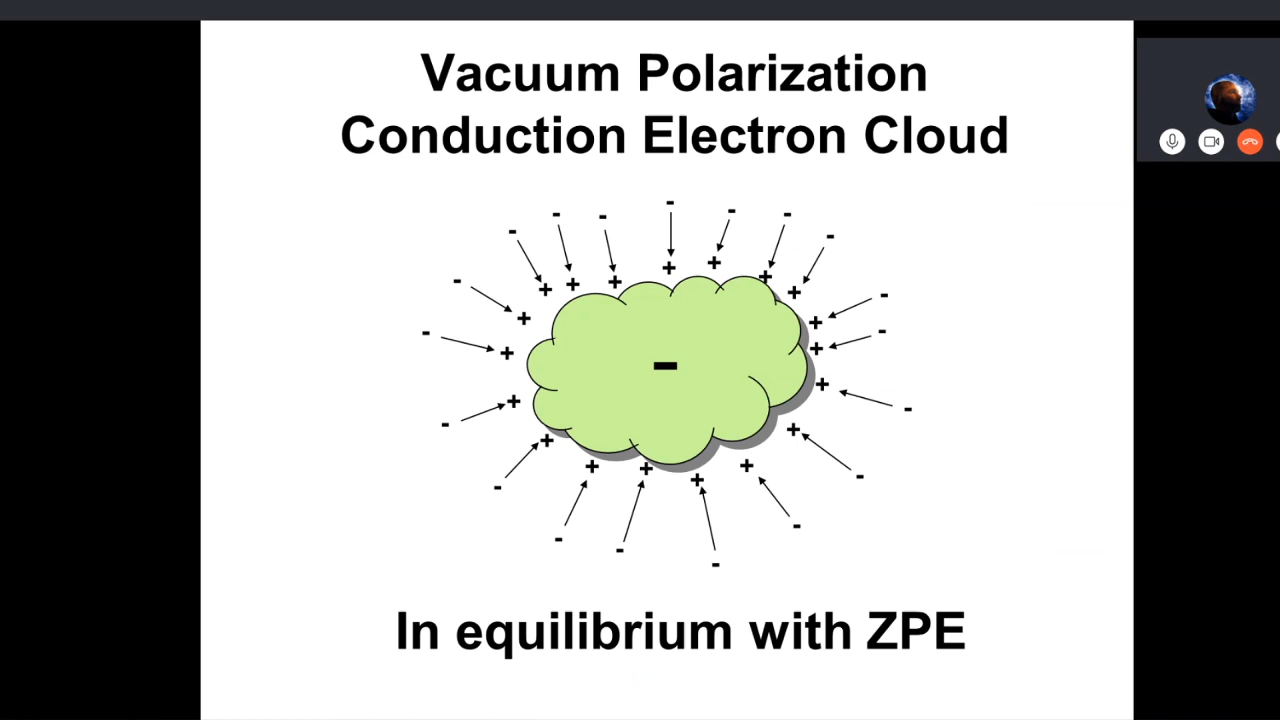 Vacuum Polarization
Conduction Electron Cloud
In equilibrium with ZPE